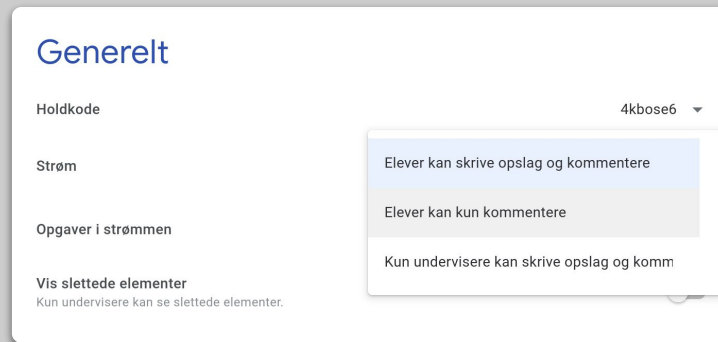 Generelt
Holdkode 4kbose6
Strøm
Elever kan skrive opslag og kommentere
Elever kan kun kommentere
Opgaver i strømmen
Kun undervisere kan skrive opslag og komm
Vis slettede elementer
Kun undervisere kan se slettede elementer.